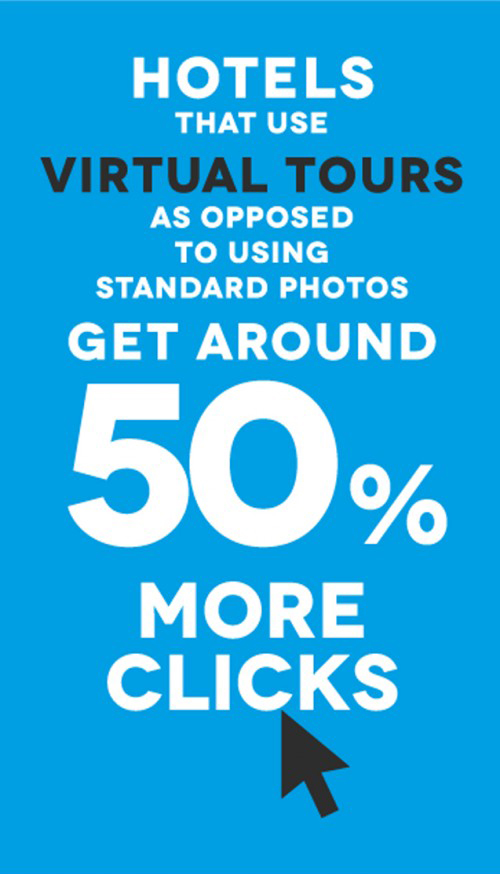 HOTELS
THAT USE
VIRTUAL TOURS
AS OPPOSED
TO USING
STANDARD PHOTOS
GET AROUND
50%
MORE
CLICKS